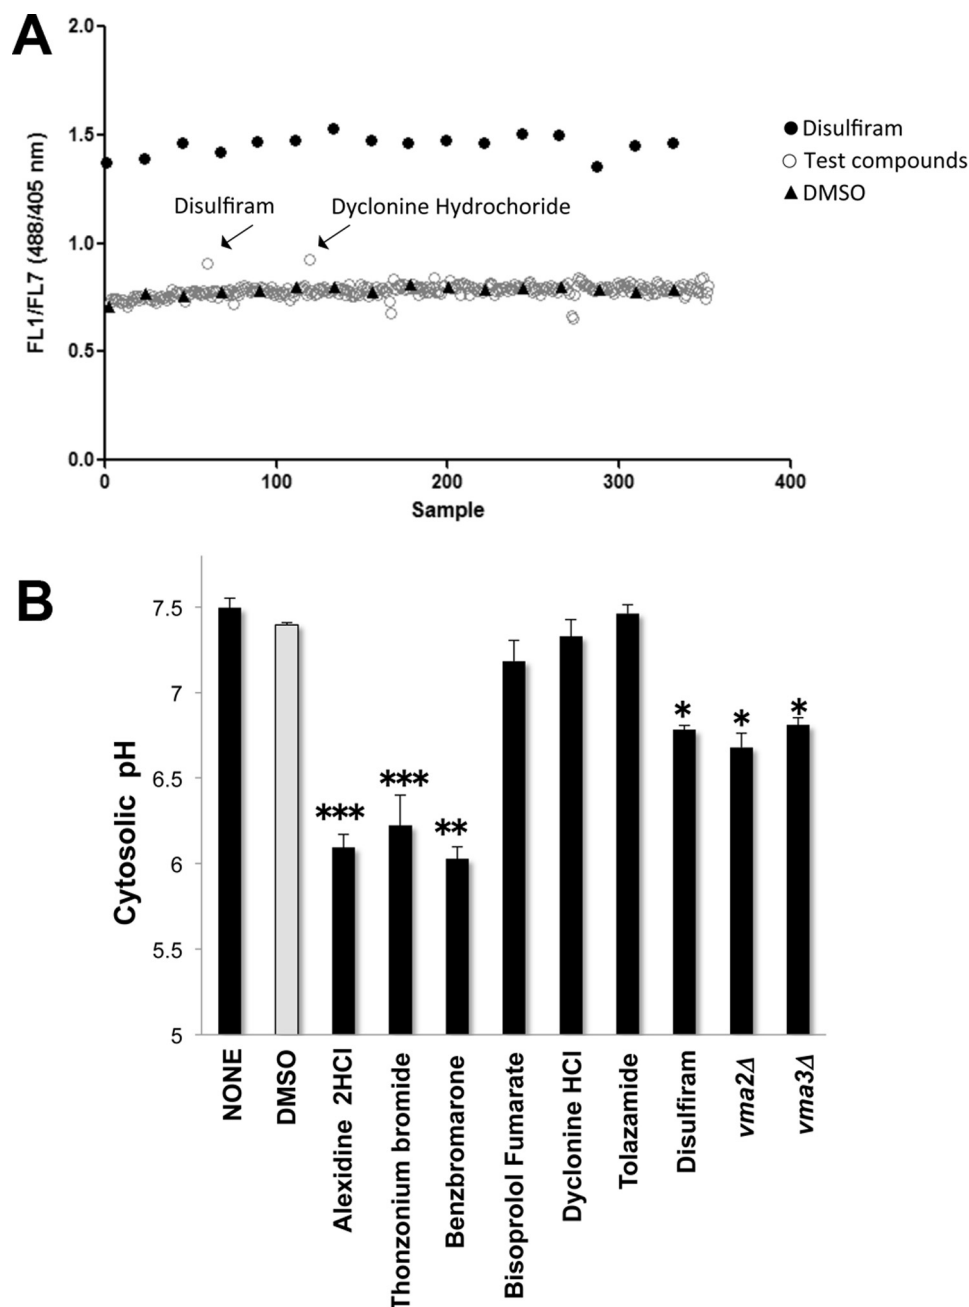 A
2.0
1.5
1.0
0.5
0.0
FL1/FL7 (488/405 nm)
0
100
200
300
400
Sample
Disulfiram
Dyclonine Hydrochoride
Disulfiram
Test compounds
DMSO
B
7.5
7
6.5
6
5.5
5
Cytosolic pH
***
***
**
*
*
*
NONE
DMSO
Alexidine 2HCl
Thonzonium bromide
Benzbromarone
Bisoprolol Fumarate
Dyclonine HCl
Tolazamide
Disulfiram
vma2Δ
vma3Δ